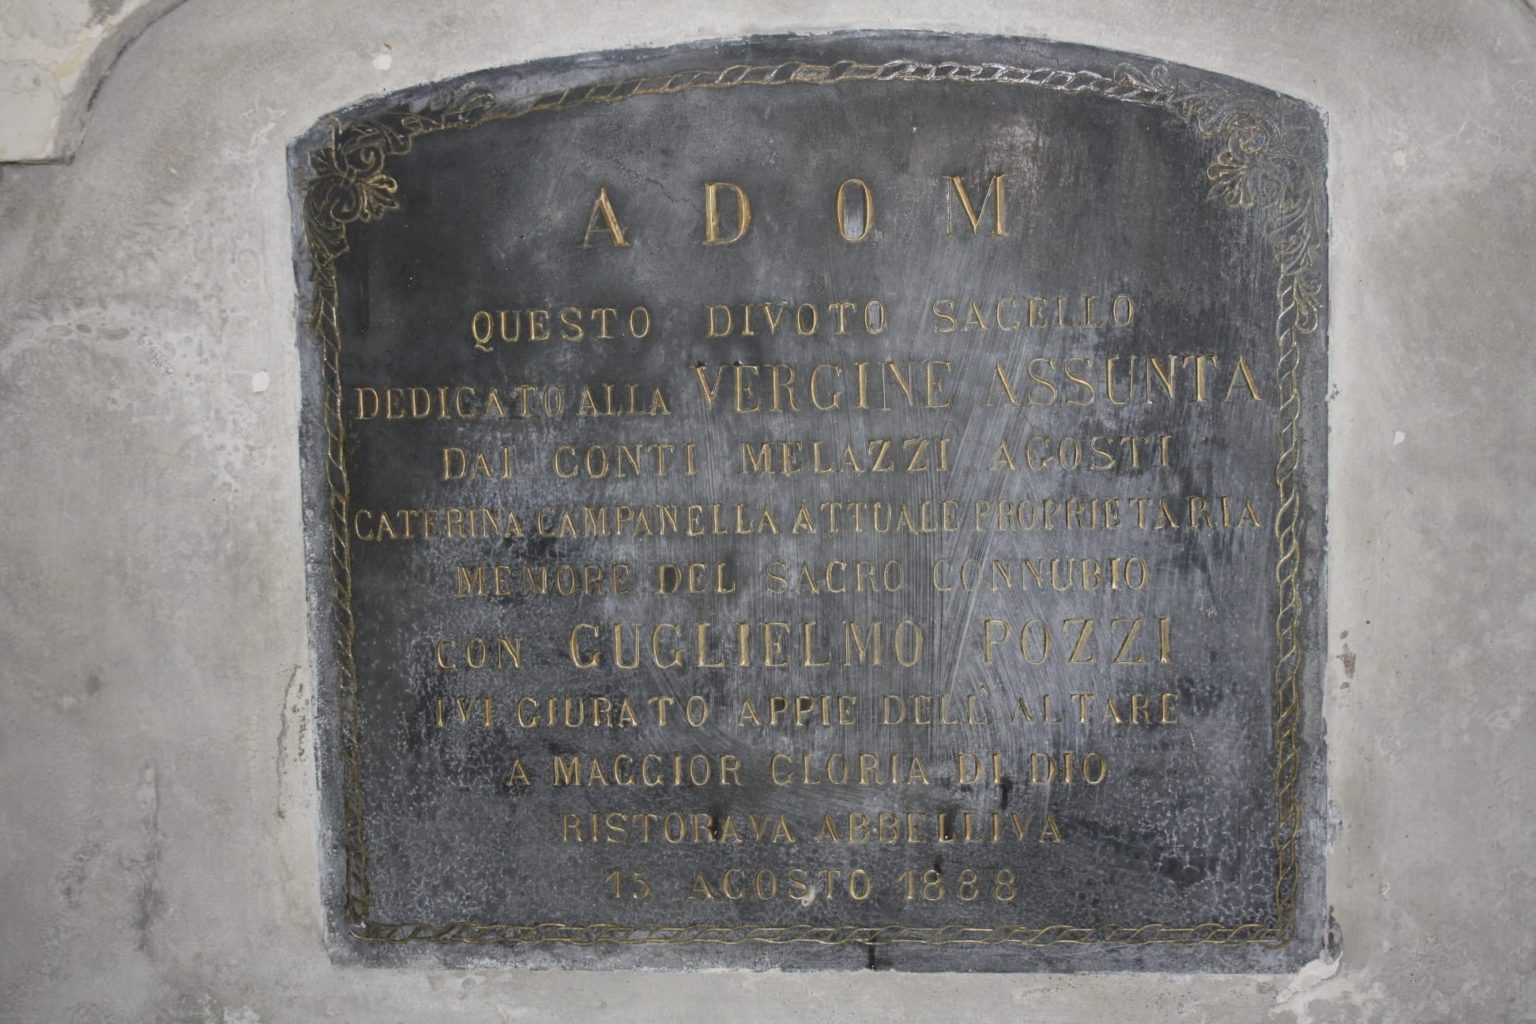 A D O M
QUESTO DIVOTO SACELLO
DEDICATO ALLA VERGINE ASSUNTA
DAI CONTI MELAZZI AGOSTI
CATERINA CAMPANELLA ATTUALE PROPRIETARIA
MEMORE DEL SACRO CONNUBIO
CON GUGLIELMO POZZI
IVI GIURATO APPIE DELL'ALTARE
A MAGGIOR GLORIA DI DIO
RISTORAVA ABBELLIVA
15 AGOSTO 1888